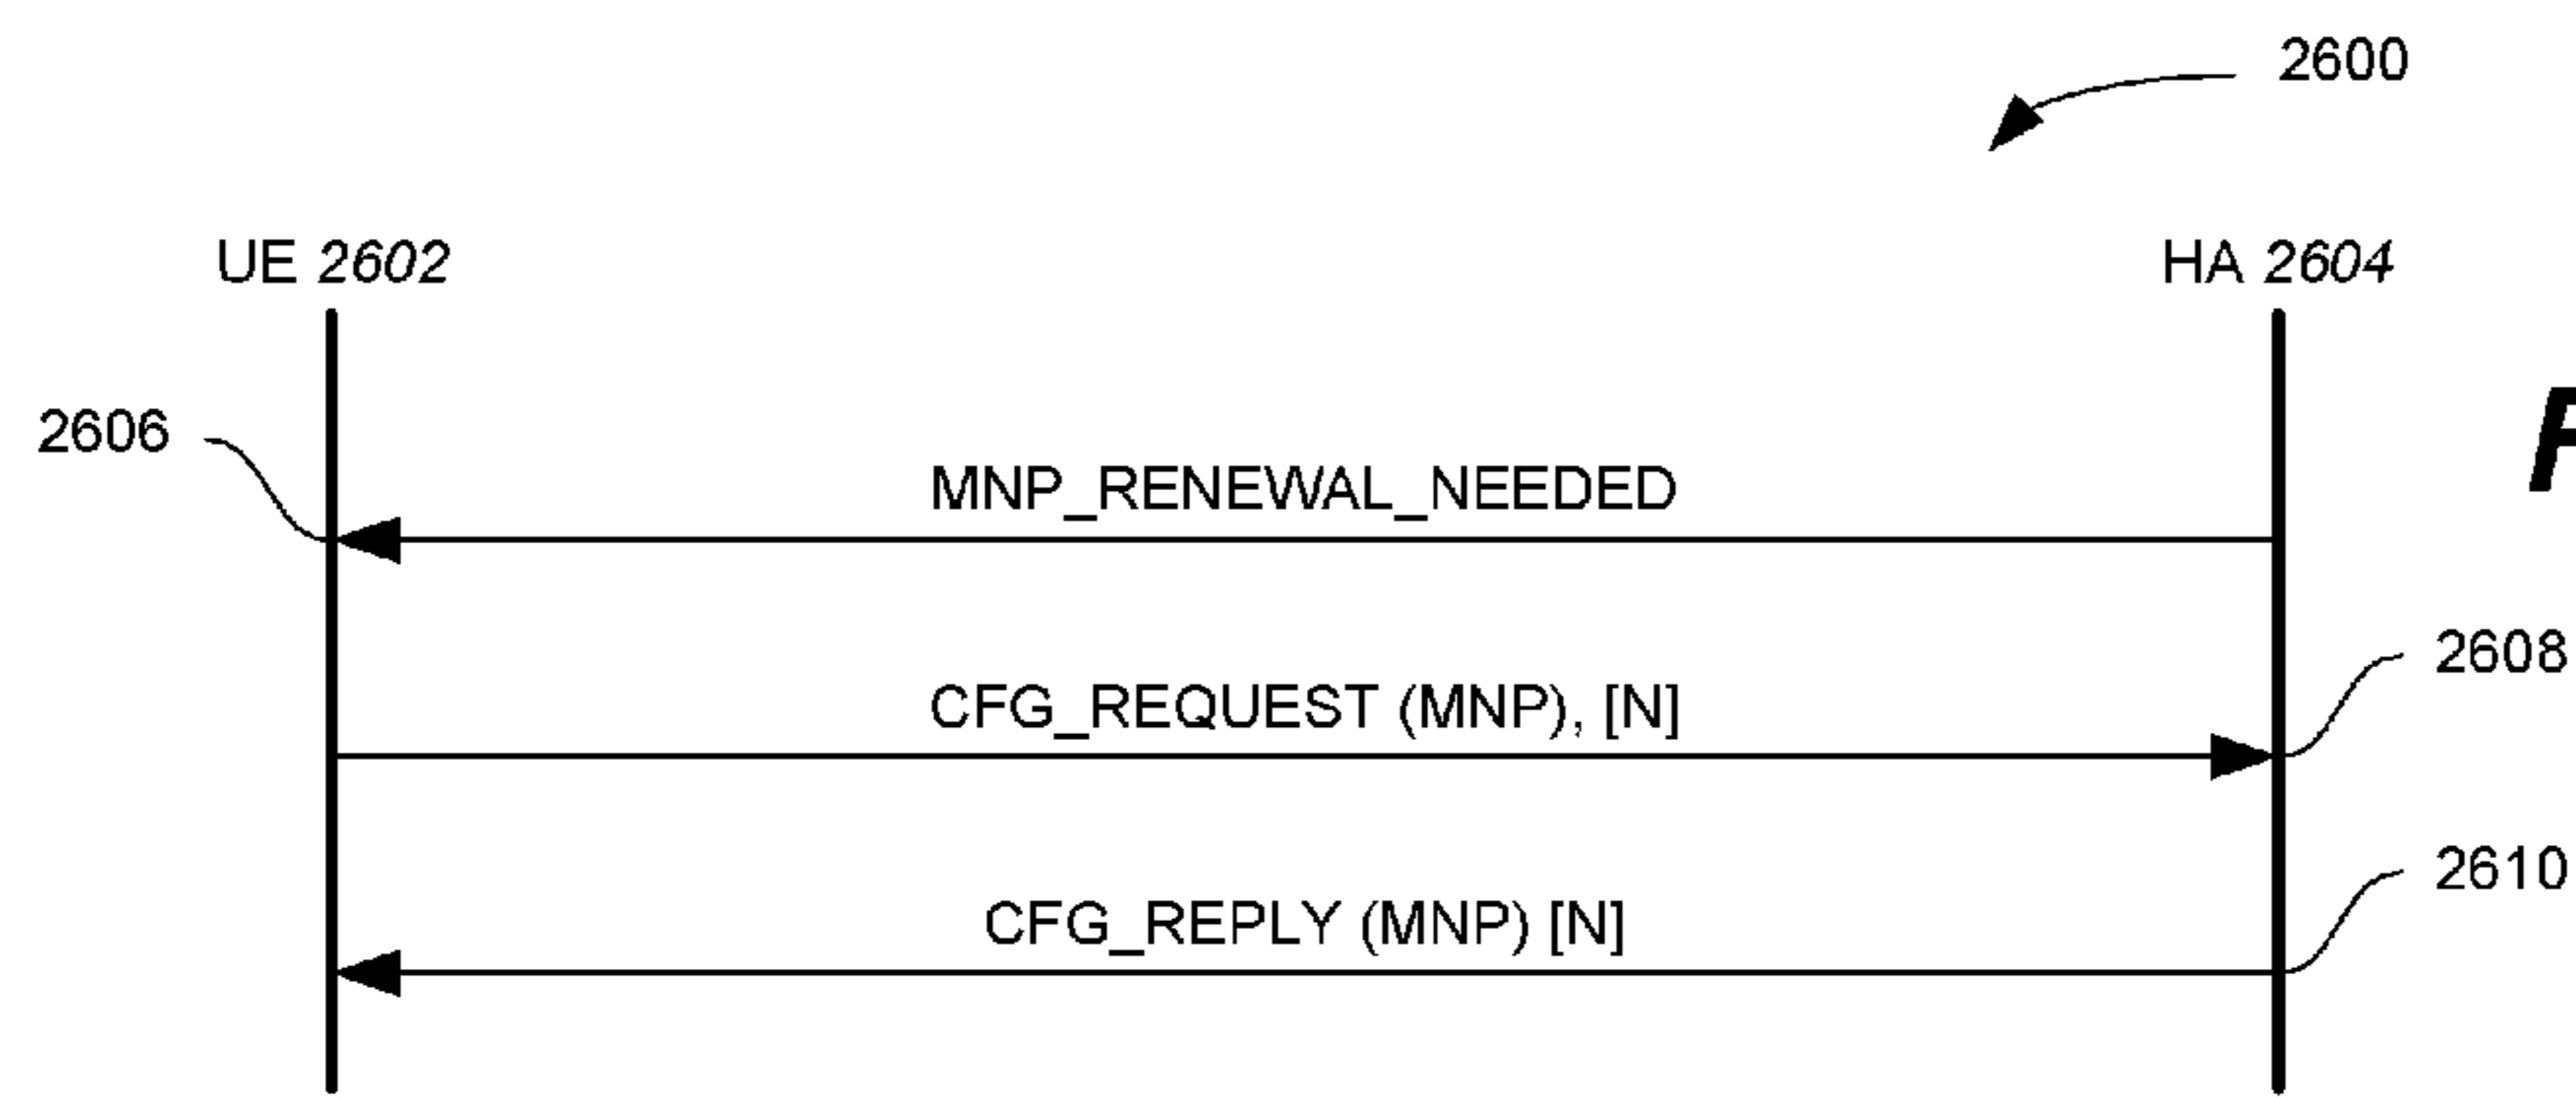 2600
UE 2602
HA 2604
2606
MNP_RENEWAL_NEEDED
2608
CFG_REQUEST (MNP), [N]
2610
CFG_REPLY (MNP) [N]